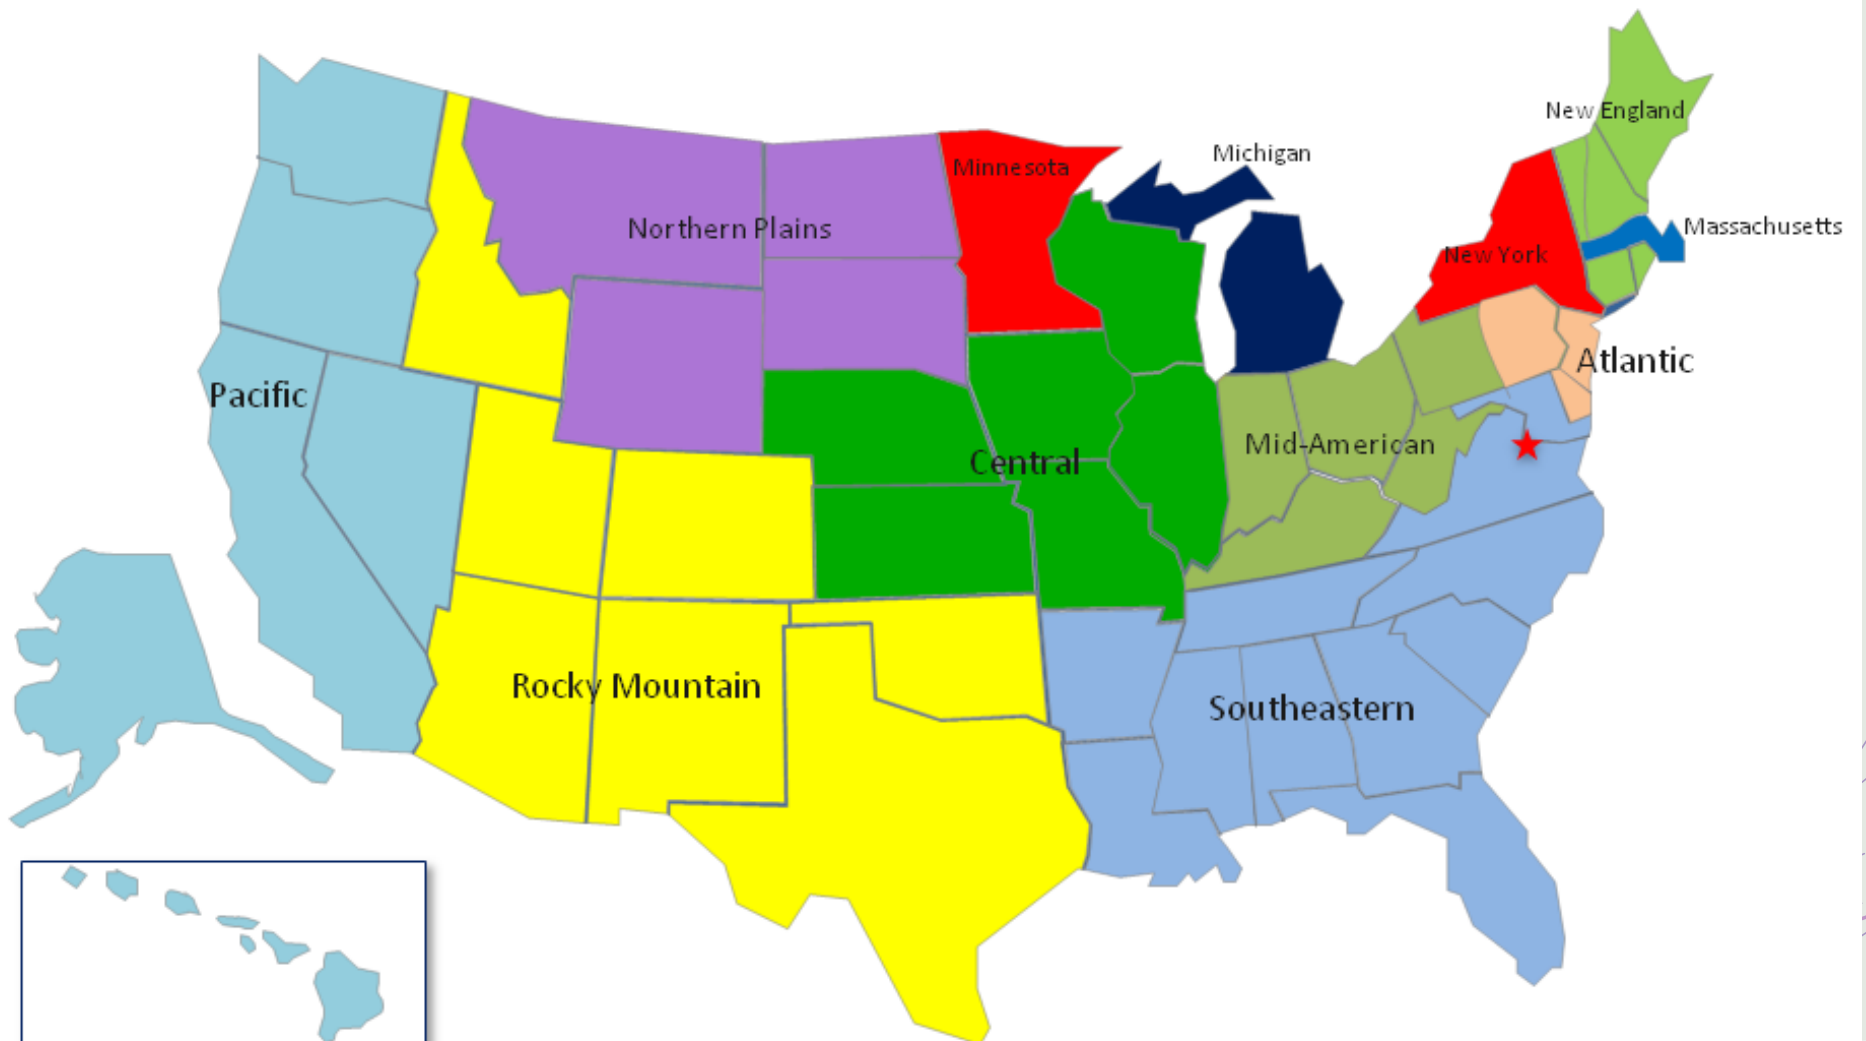 New England
Michigan
Minnesota
Massachusetts
Northern Plains
New York
Atlantic
Pacific
Mid-American
Central
Rocky Mountain
Southeastern